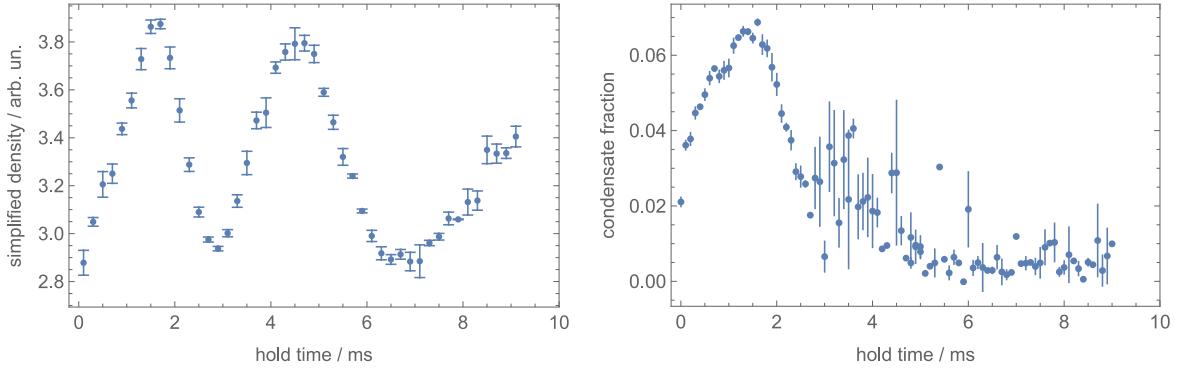 3.8
3.6
3.4
3.2
3.0
2.8
0 2 4 6 8 10
simplified density / arb. un.
hold time / ms
0.06
0.04
0.02
0.00
0 2 4 6 8 10
condensate fraction
hold time / ms